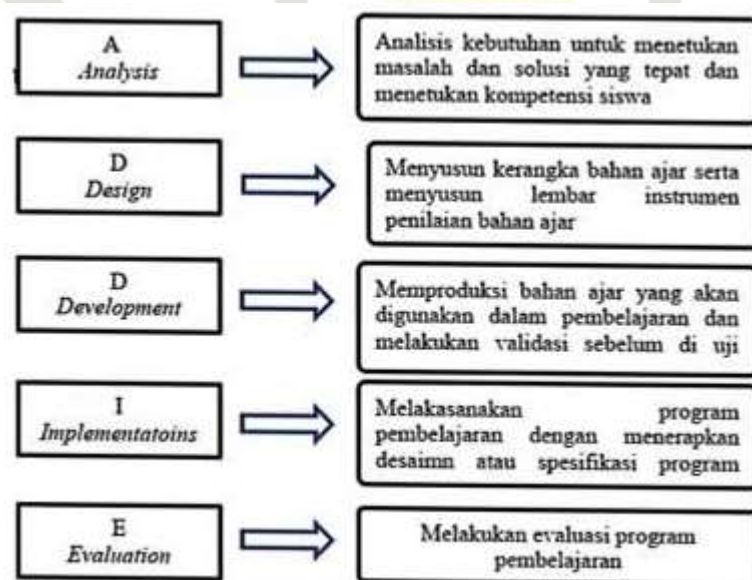 A
Analysis
Analisis kebutuhan untuk menetukan
masalah dan solusi yang tepat dan
menetukan kompetensi siswa
D
Design
Menyusun kerangka bahan ajar serta
menyusun lembar instrumen
penilaian bahan ajar
D
Development
Memproduksi bahan ajar yang akan
digunakan dalam pembelajaran dan
melakukan validasi sebelum di uji
I
Implementatoins
Melakasanakan program
pembelajaran dengan menerapkan
desaimn atau spesifikasi program
E
Evaluation
Melakukan evaluasi program
pembelajaran